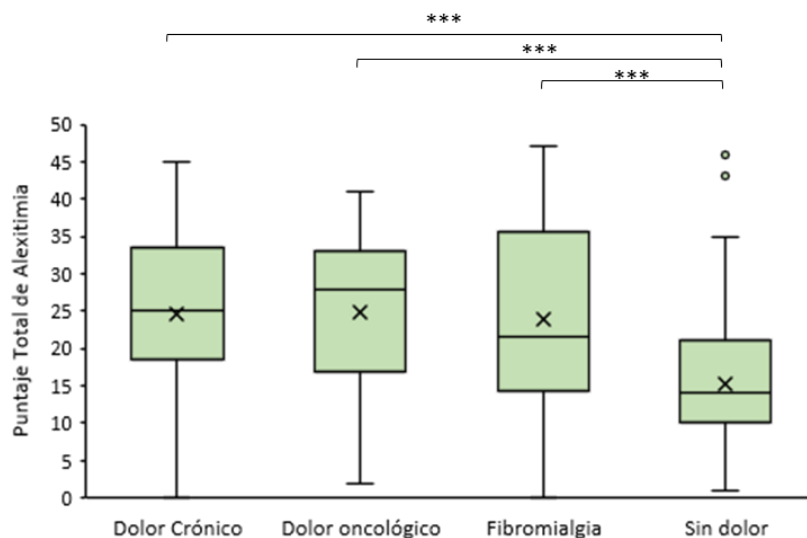 ***
***
***
50
45
40
35
30
25
20
15
10
5
0
Puntaje Total de Alexitimia
Dolor Crónico
Dolor oncológico
Fibromialgia
Sin dolor